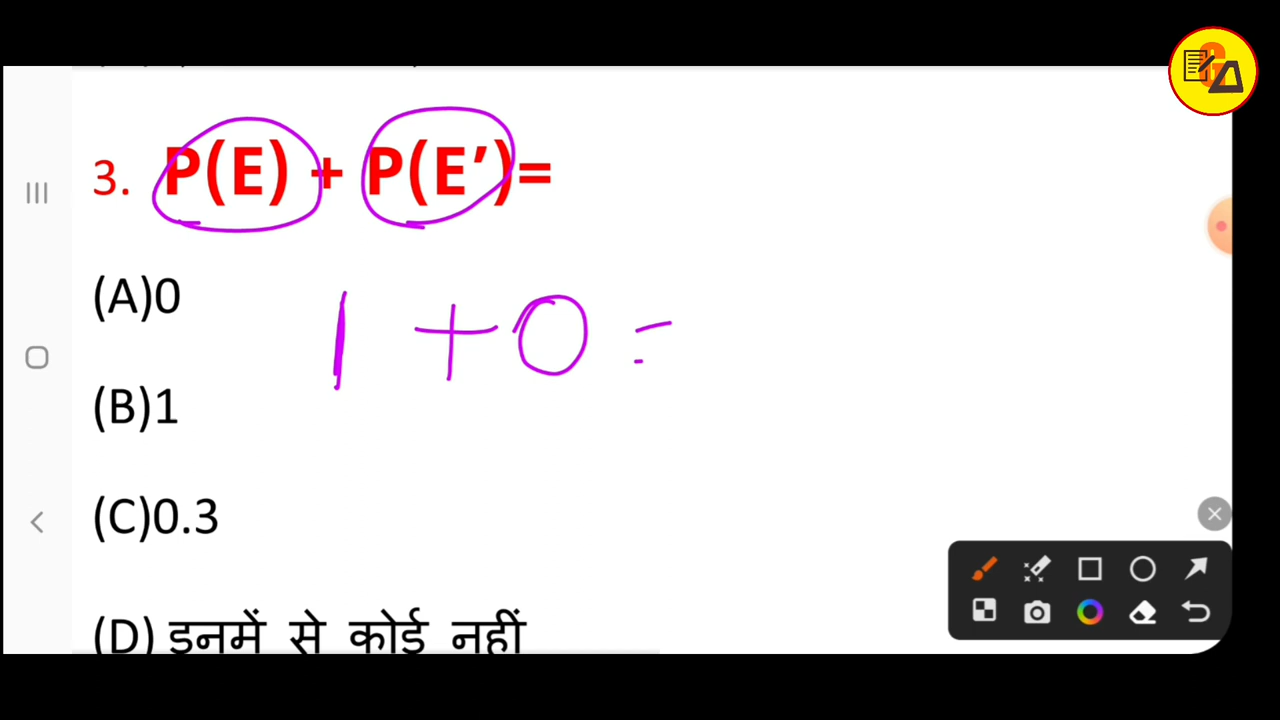 3. P(E) + P(E′)=
(A)0
1 + 0 =
(B)1
(C)0.3
(D) इनमें से कोई नहीं